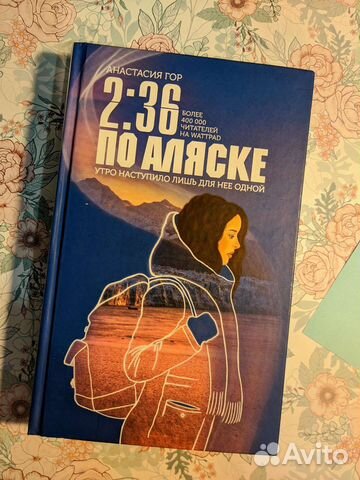 АНАСТАСИЯ ГОР
2:36
БОЛЕЕ
400 000
ЧИТАТЕЛЕЙ
НА WATTPAD
ПО АЛЯСКЕ
УТРО НАСТУПИЛО ЛИШЬ ДЛЯ НЕЕ ОДНОЙ
Avito